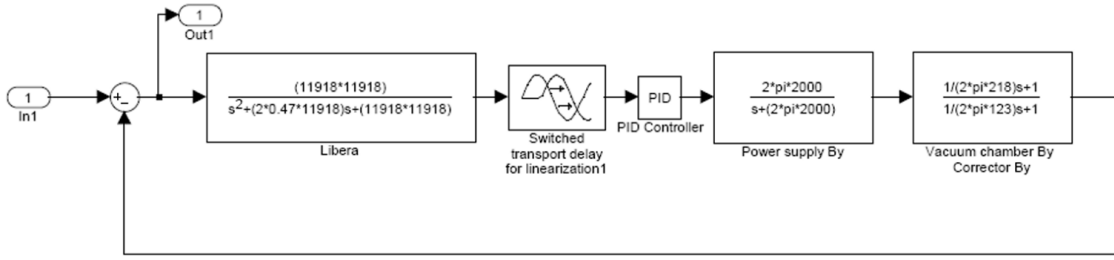 1
Out1
1
In1
+
-
(11918*11918)
s2+(2*0.47*11918)s+(11918*11918)
Libera
Switched
transport delay
for linearization1
PID
PID Controller
2*pi*2000
s+(2*pi*2000)
Power supply By
1/(2*pi*218)s+1
1/(2*pi*123)s+1
Vacuum chamber By
Corrector By